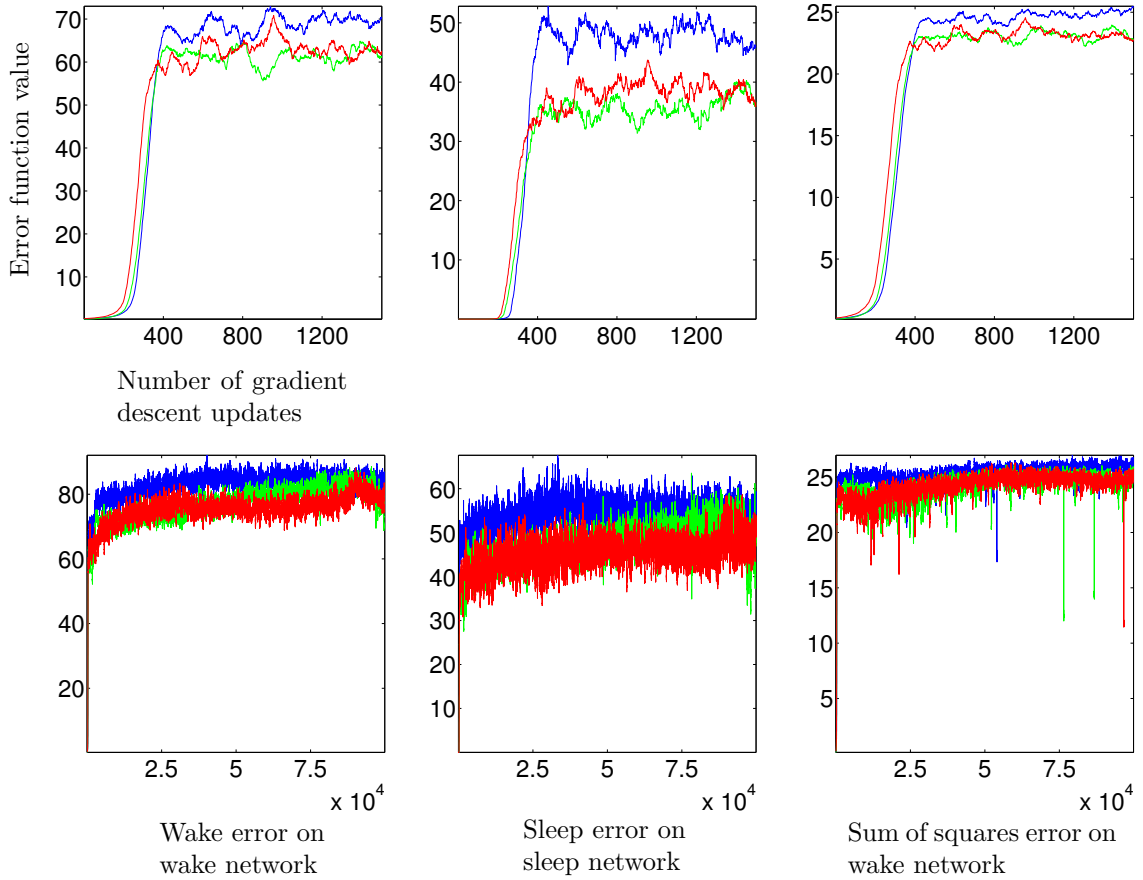 70
60
50
40
30
20
10
400 800 1200
Error function value
Number of gradient
descent updates
50
40
30
20
10
400 800 1200
25
20
15
10
5
400 800 1200
80
60
40
20
2.5 5 7.5
x 10^4
Wake error on
wake network
60
50
40
30
20
10
2.5 5 7.5
x 10^4
Sleep error on
sleep network
25
20
15
10
5
2.5 5 7.5
x 10^4
Sum of squares error on
wake network